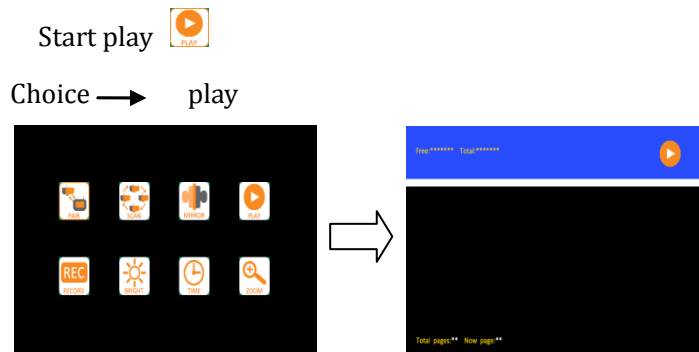 Start play PLAY
Choice play
PAIR SCAN MIRROR PLAY
REC
RECORD BRIGHT TIME ZOOM
Free:******* Total:*******
Total pages:** Now page:**